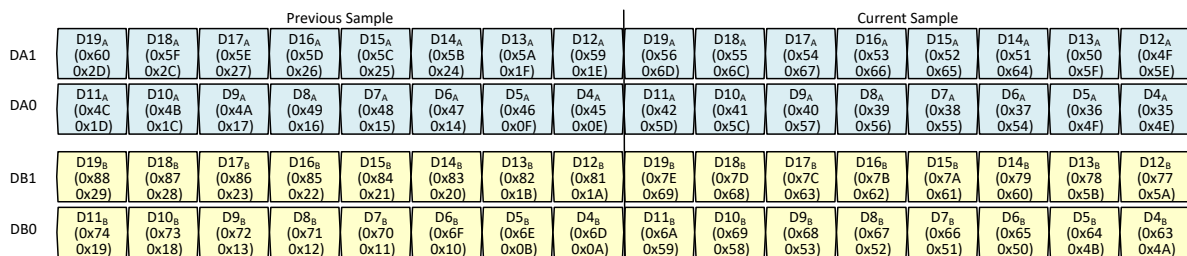 Previous Sample Current Sample
DA1 D19A D18A D17A D16A D15A D14A D13A D12A D19A D18A D17A D16A D15A D14A D13A D12A
(0x60 (0x5F (0x5E (0x5D (0x5C (0x5B (0x5A (0x59 (0x56 (0x55 (0x54 (0x53 (0x52 (0x51 (0x50 (0x4F
0x2D) 0x2C) 0x27) 0x26) 0x25) 0x24) 0x1F) 0x1E) 0x6D) 0x6C) 0x67) 0x66) 0x65) 0x64) 0x5F) 0x5E)
DA0 D11A D10A D9A D8A D7A D6A D5A D4A D11A D10A D9A D8A D7A D6A D5A D4A
(0x4C (0x4B (0x4A (0x49 (0x48 (0x47 (0x46 (0x45 (0x42 (0x41 (0x40 (0x39 (0x38 (0x37 (0x36 (0x35
0x1D) 0x1C) 0x17) 0x16) 0x15) 0x14) 0x0F) 0x0E) 0x5D) 0x5C) 0x57) 0x56) 0x55) 0x54) 0x4F) 0x4E)
DB1 D19B D18B D17B D16B D15B D14B D13B D12B D19B D18B D17B D16B D15B D14B D13B D12B
(0x88 (0x87 (0x86 (0x85 (0x84 (0x83 (0x82 (0x81 (0x7E (0x7D (0x7C (0x7B (0x7A (0x79 (0x78 (0x77
0x29) 0x28) 0x23) 0x22) 0x21) 0x20) 0x1B) 0x1A) 0x69) 0x68) 0x63) 0x62) 0x61) 0x60) 0x5B) 0x5A)
DB0 D11B D10B D9B D8B D7B D6B D5B D4B D11B D10B D9B D8B D7B D6B D5B D4B
(0x74 (0x73 (0x72 (0x71 (0x70 (0x6F (0x6E (0x6D (0x6A (0x69 (0x68 (0x67 (0x66 (0x65 (0x64 (0x63
0x19) 0x18) 0x13) 0x12) 0x11) 0x10) 0x0B) 0x0A) 0x59) 0x58) 0x53) 0x52) 0x51) 0x50) 0x4B) 0x4A)